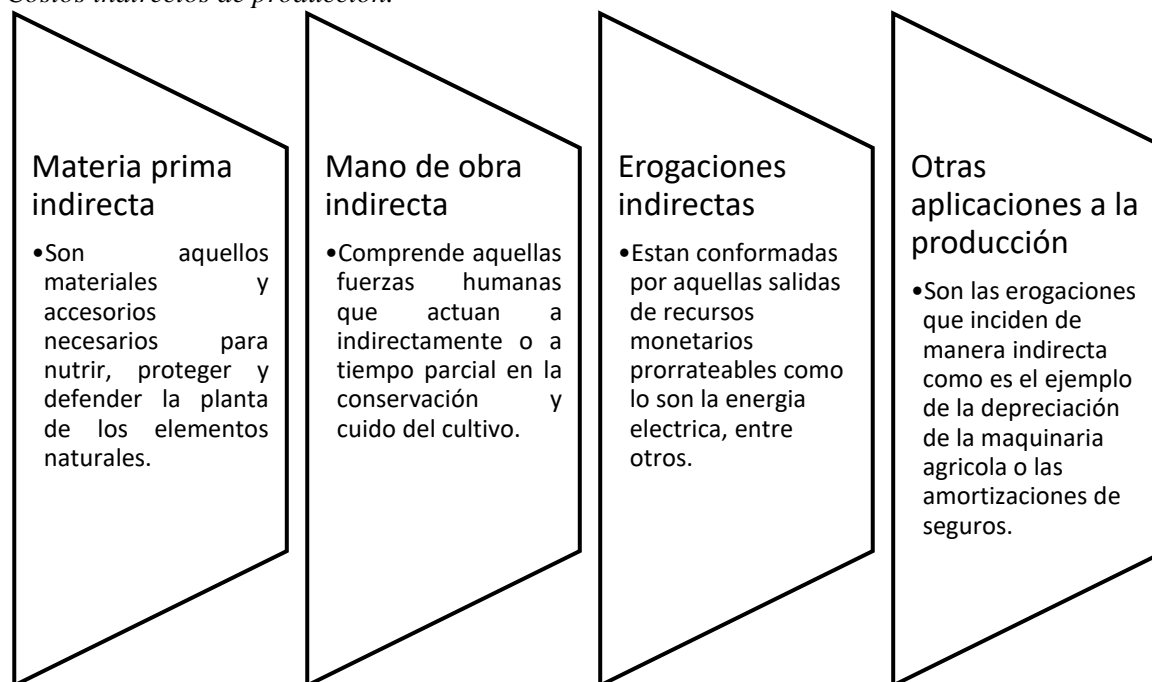 Costos indirectos de producción.
Materia prima
indirecta
•Son aquellos
materiales y
accesorios
necesarios para
nutrir, proteger y
defender la planta
de los elementos
naturales.
Mano de obra
indirecta
•Comprende aquellas
fuerzas humanas
que actuan a
indirectamente o a
tiempo parcial en la
conservación y
cuido del cultivo.
Erogaciones
indirectas
•Estan conformadas
por aquellas salidas
de recursos
monetarios
prorrateables como
lo son la energia
electrica, entre
otros.
Otras
aplicaciones a la
producción
•Son las erogaciones
que inciden de
manera indirecta
como es el ejemplo
de la depreciación
de la maquinaria
agricola o las
amortizaciones de
seguros.